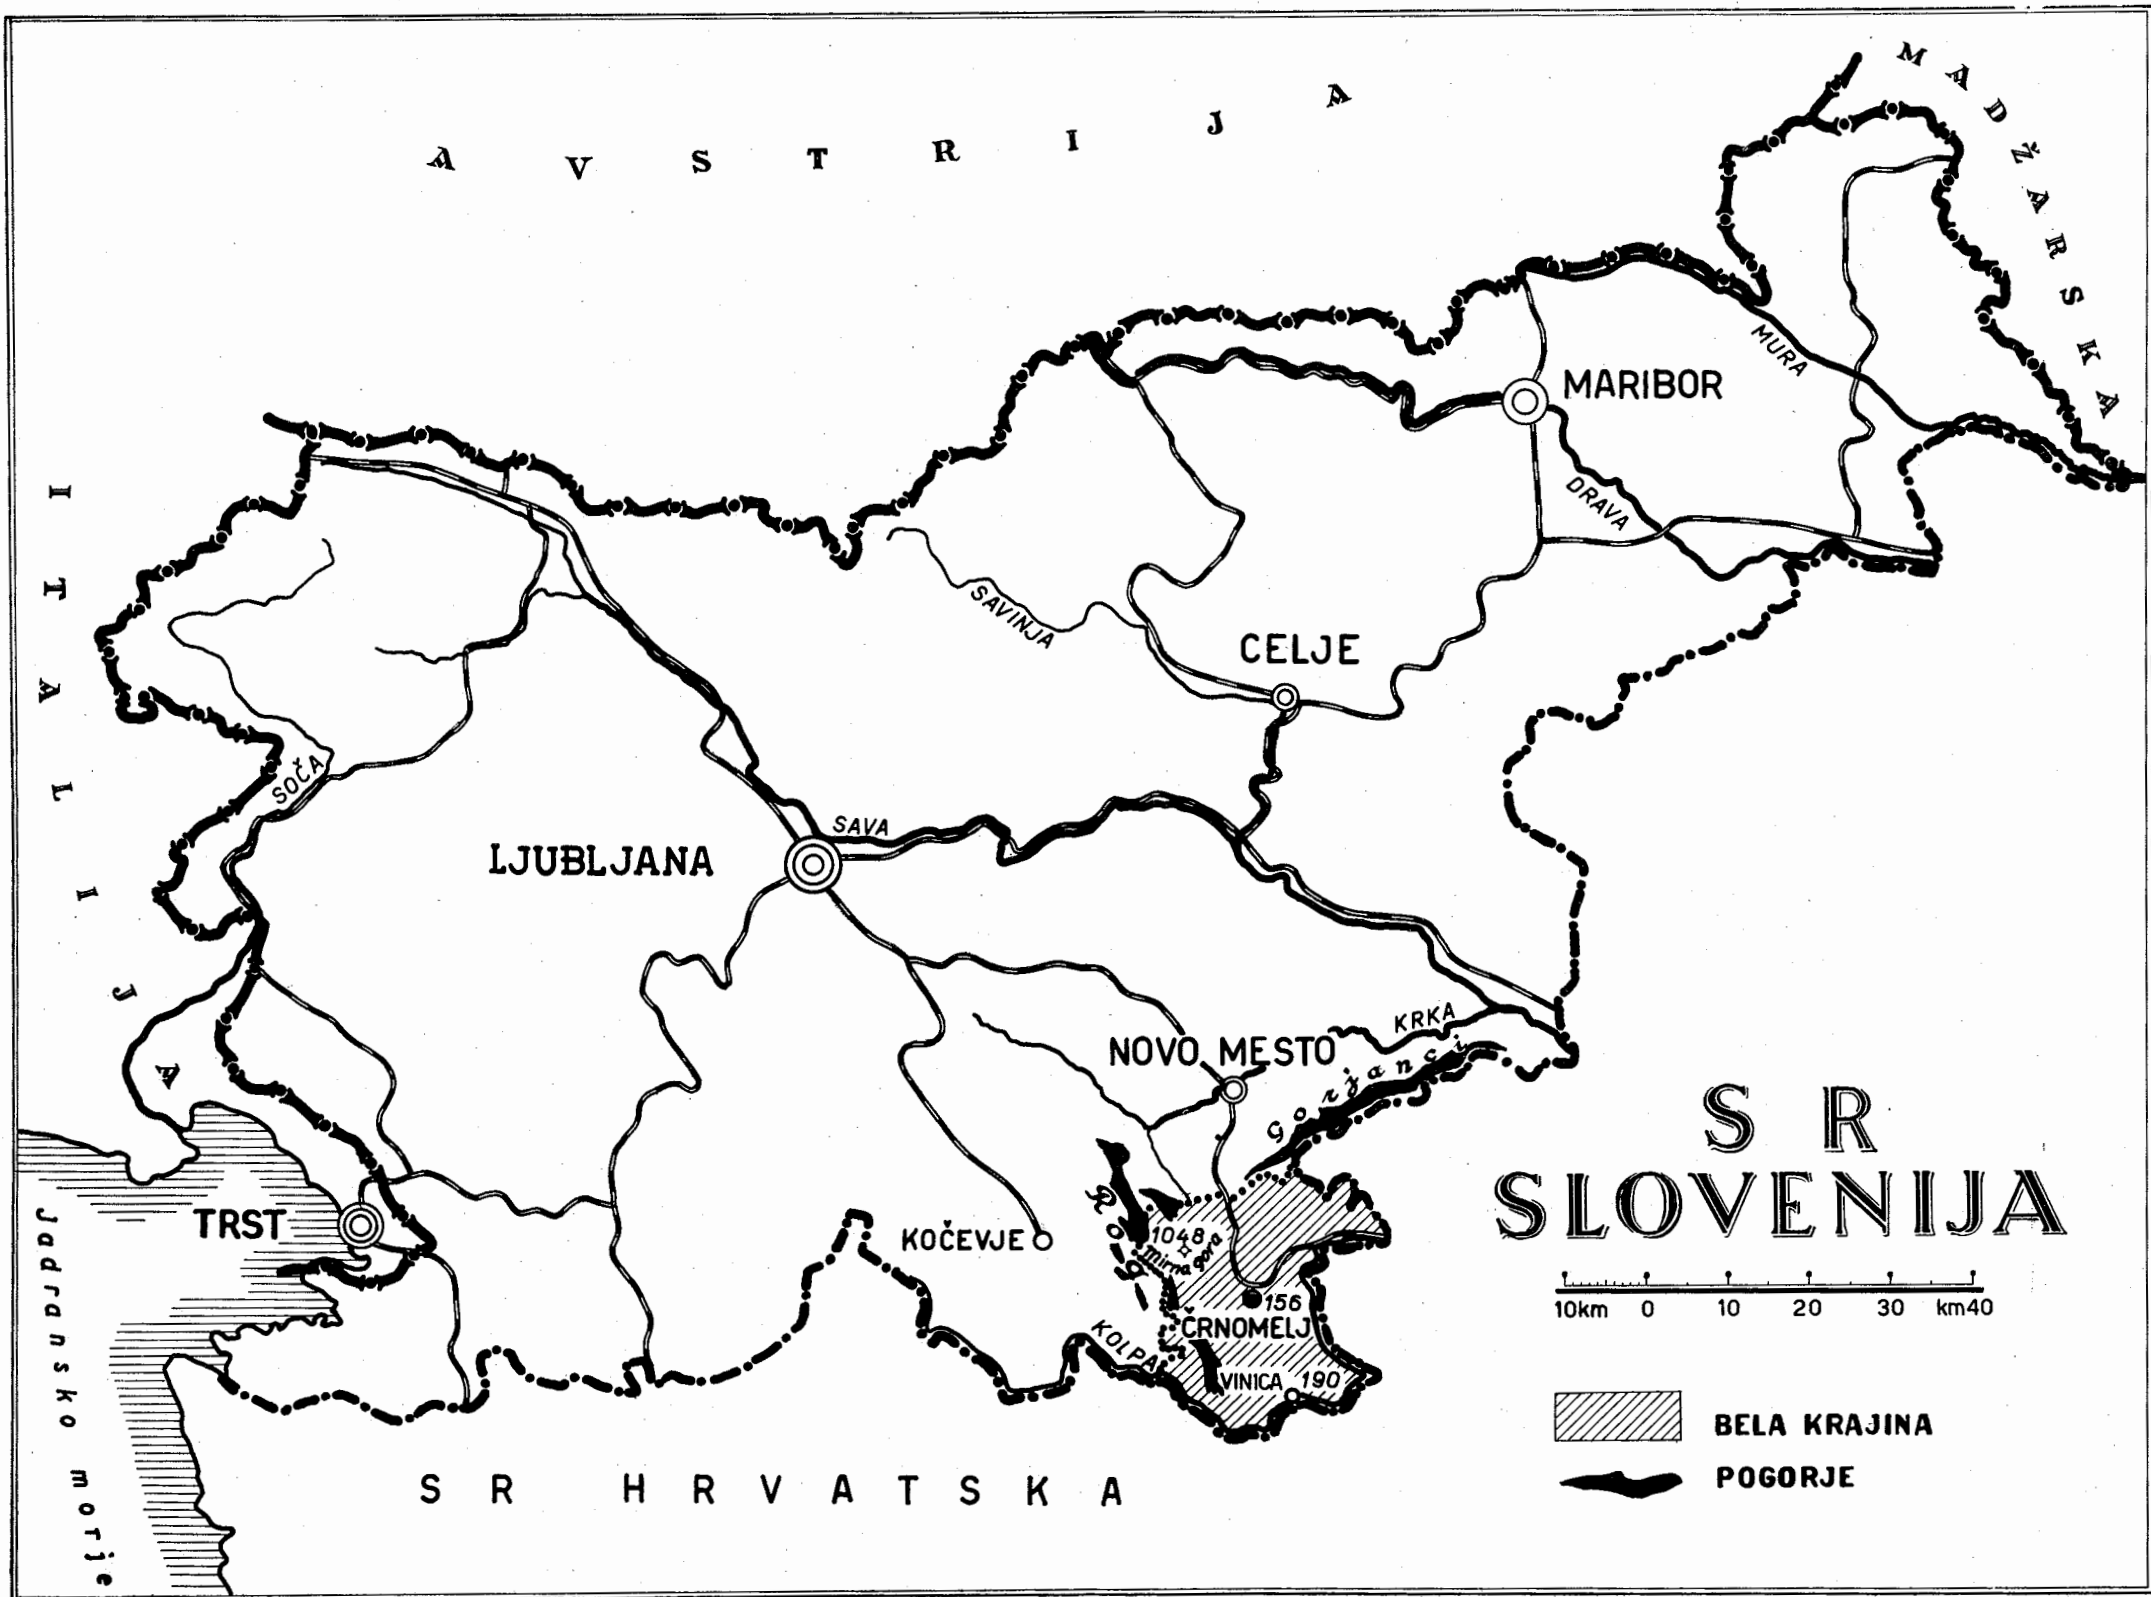 AVSTRIJA
MADŽARSKA
ITALIJA
MURA
MARIBOR
DRAVA
SAVINJA
CELJE
SOČA
SAVA
LJUBLJANA
KRKA
NOVO MESTO
Gorjanci
SR
SLOVENIJA
TRST
KOČEVJE
Rog
1048
Mirna gora
156
ČRNOMELJ
KOLPA
VINICA 190
Jadransko morje
SR HRVATSKA
10km 0 10 20 30 km40
BELA KRAJINA
POGORJE